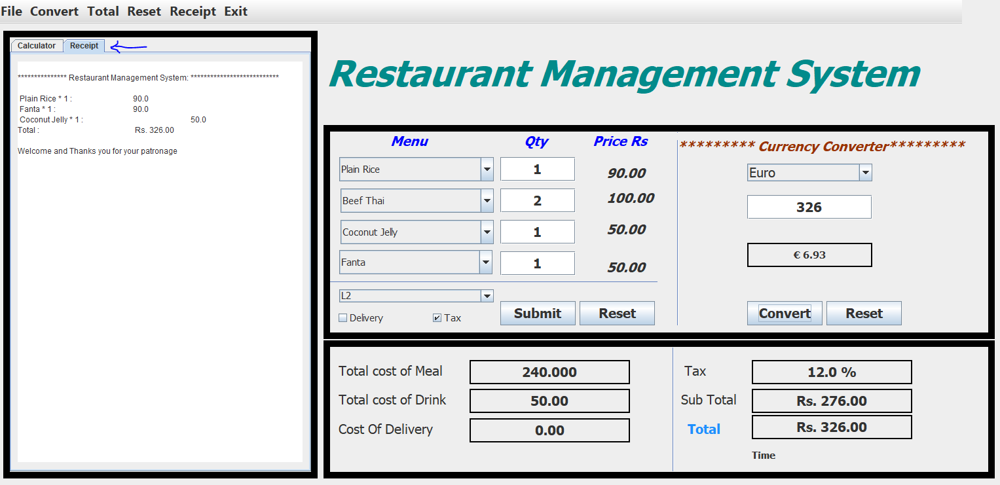 File Convert Total Reset Receipt Exit
Calculator Receipt
*************** Restaurant Management System: ***************************
Plain Rice * 1 : 90.0
Fanta * 1 : 90.0
Coconut Jelly * 1 : 50.0
Total : Rs. 326.00
Welcome and Thanks you for your patronage
Restaurant Management System
Menu Qty Price Rs
Plain Rice 1 90.00
Beef Thai 2 100.00
Coconut Jelly 1 50.00
Fanta 1 50.00
L2
Delivery Tax Submit Reset
********* Currency Converter*********
Euro
326
€ 6.93
Convert Reset
Total cost of Meal 240.000
Total cost of Drink 50.00
Cost Of Delivery 0.00
Tax 12.0 %
Sub Total Rs. 276.00
Total Rs. 326.00
Time